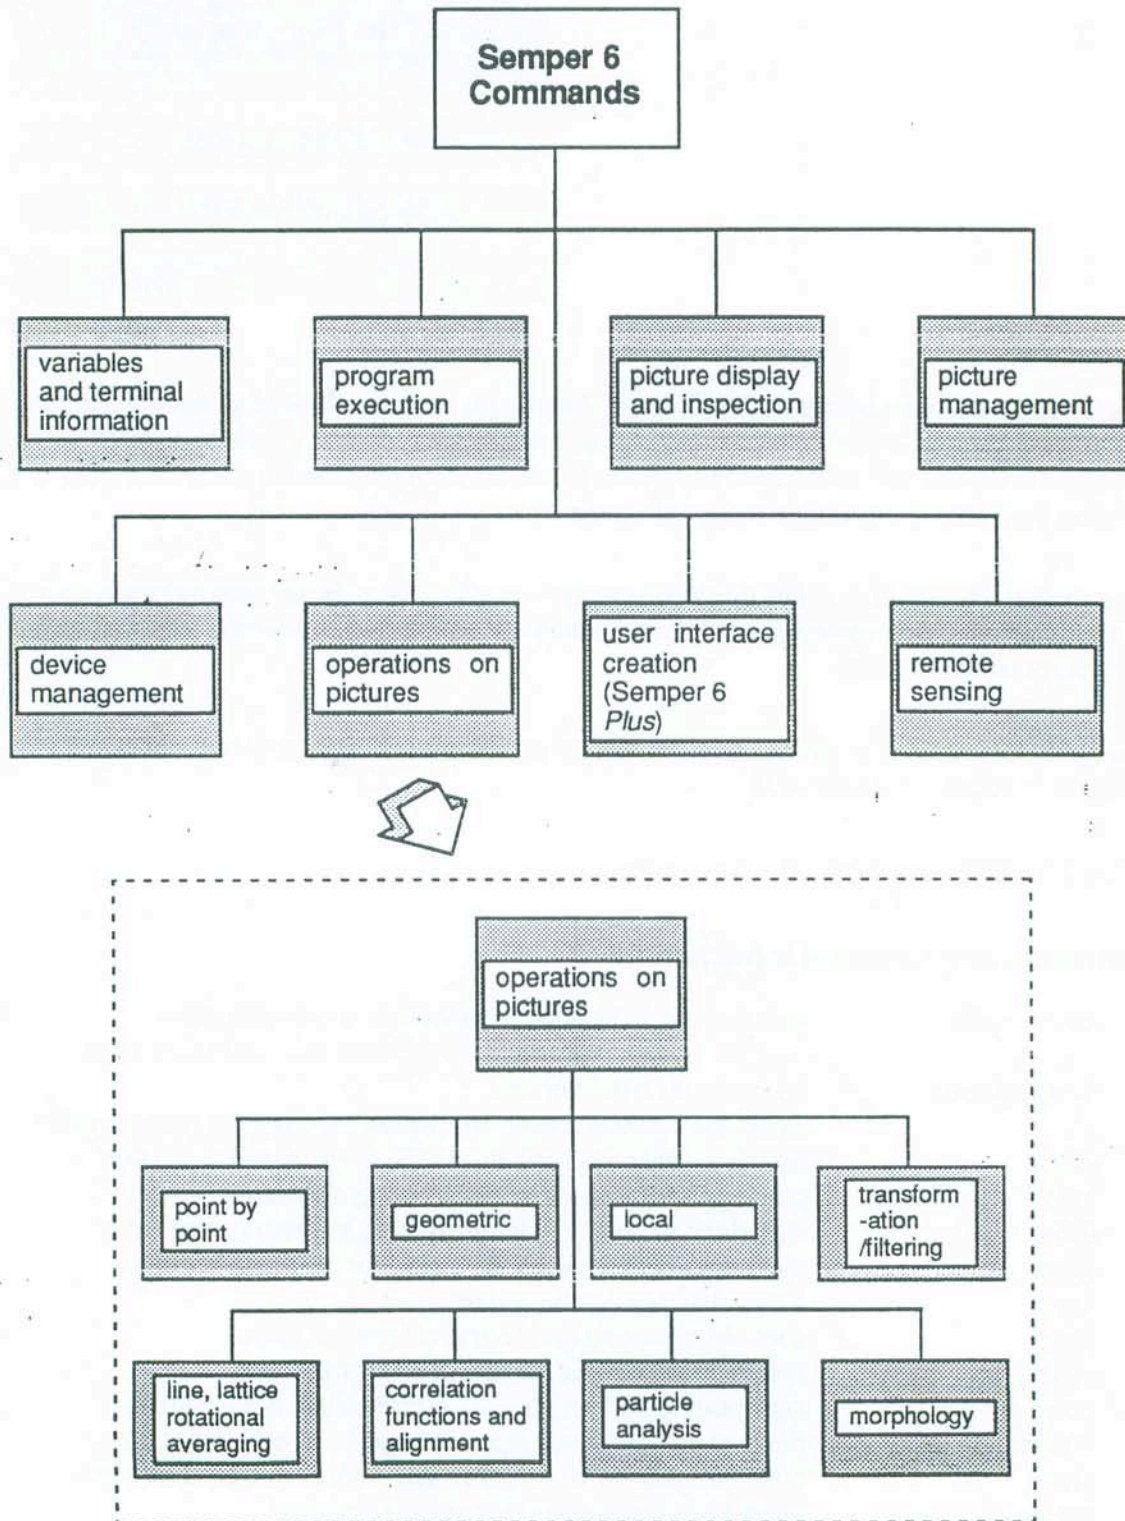 Semper 6
Commands
variables
and terminal
information
program
execution
picture display
and inspection
picture
management
device
management
operations on
pictures
user interface
creation
(Semper 6
Plus)
remote
sensing
operations on
pictures
point by
point
geometric
local
transform
-ation
/filtering
line, lattice
rotational
averaging
correlation
functions and
alignment
particle
analysis
morphology